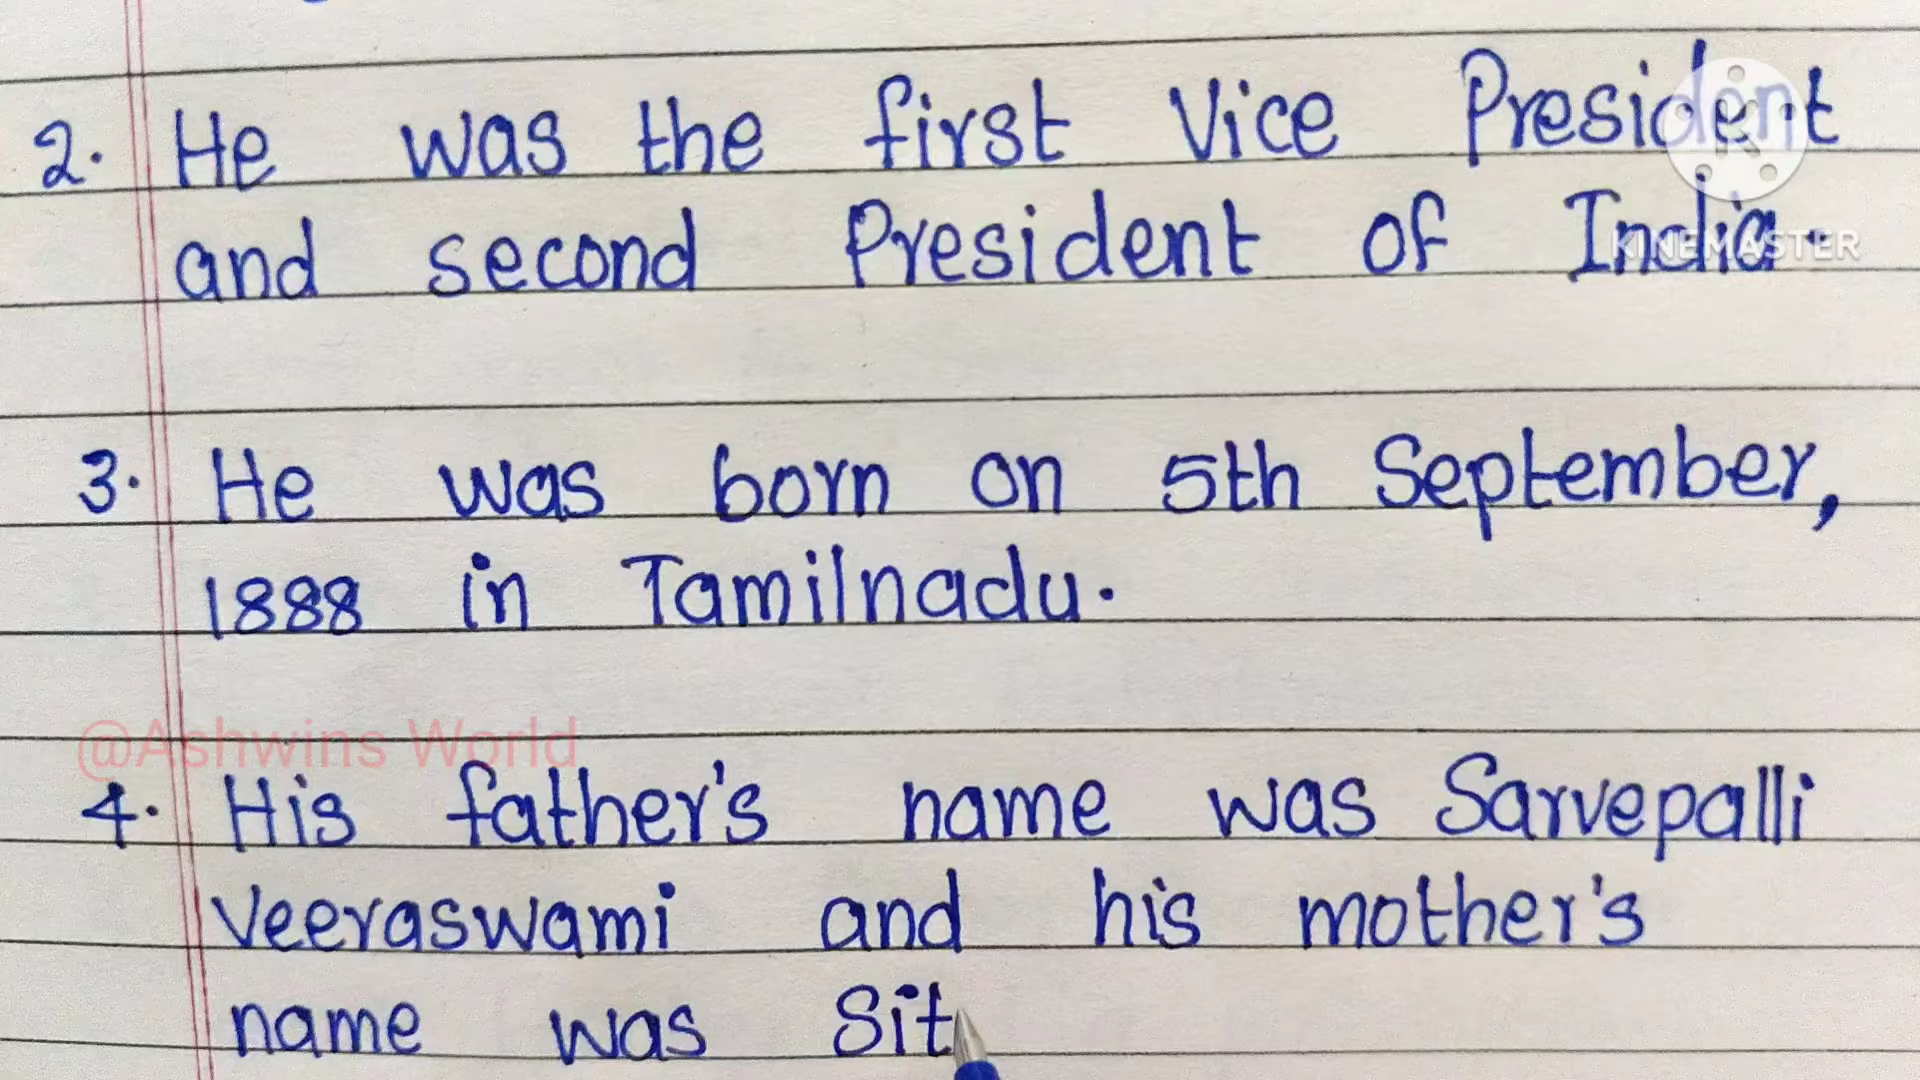 2. He was the first Vice President
and second President of India.
KINEMASTER
3. He was born on 5th September,
1888 in Tamilnadu.
@Ashwins World
4. His father's name was Sarvepalli
Veeraswami and his mother's
name was Sit